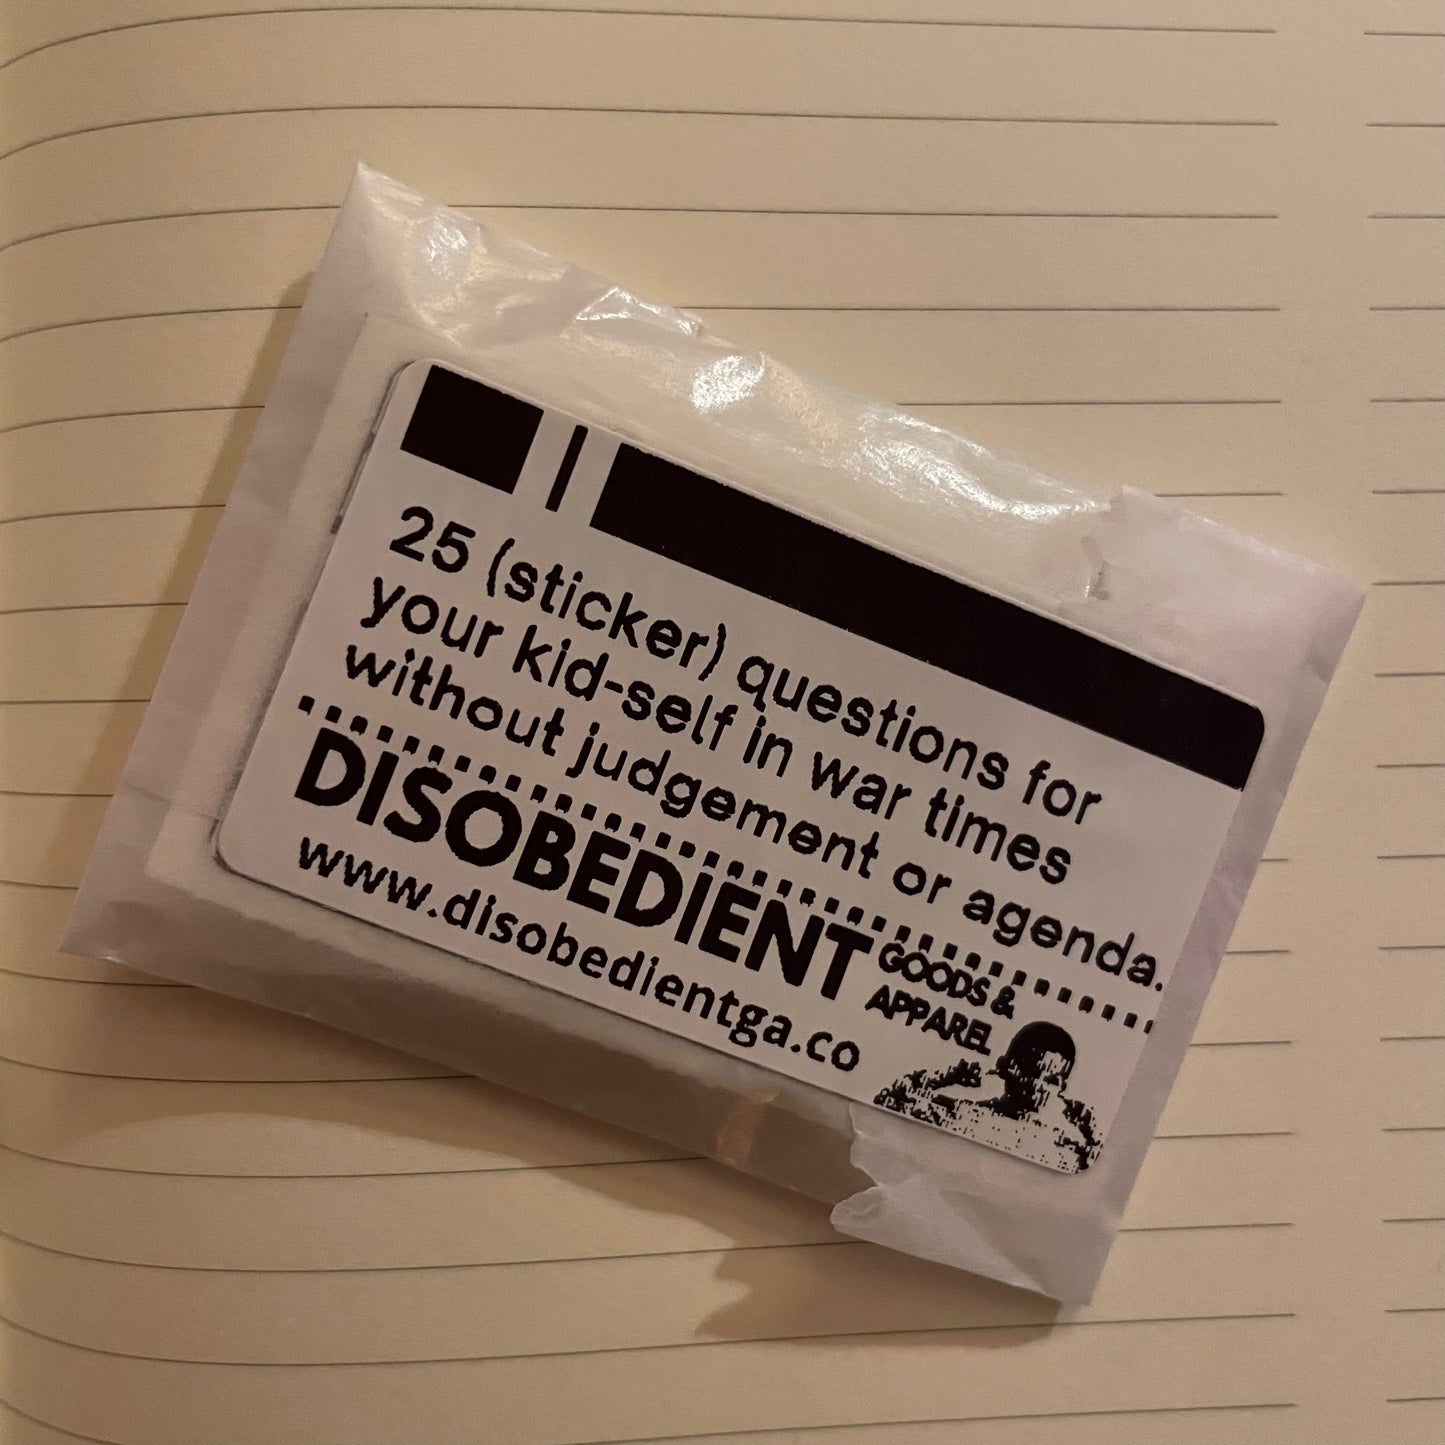 25 (sticker) questions for
your kid-self in war times
without judgement or agenda.
DISOBEDIENT
GOODS &
APPAREL
www.disobedientga.co